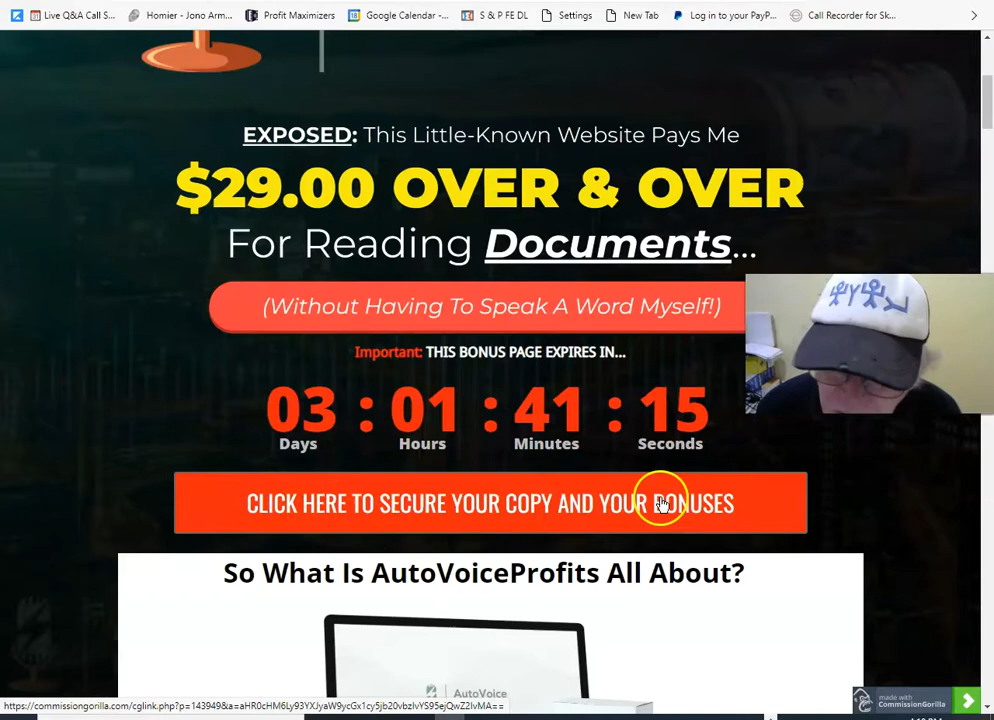 Live Q&A Call S...
Homier - Jono Arm...
Profit Maximizers
Google Calendar -...
S & P FE DL
Settings
New Tab
Log in to your PayP...
Call Recorder for Sk...
EXPOSED: This Little-Known Website Pays Me
$29.00 OVER & OVER
For Reading Documents...
(Without Having To Speak A Word Myself!)
Important: THIS BONUS PAGE EXPIRES IN...
03 : 01 : 41 : 15
Days Hours Minutes Seconds
CLICK HERE TO SECURE YOUR COPY AND YOUR BONUSES
So What Is AutoVoiceProfits All About?
AutoVoice
made with
CommissionGorilla